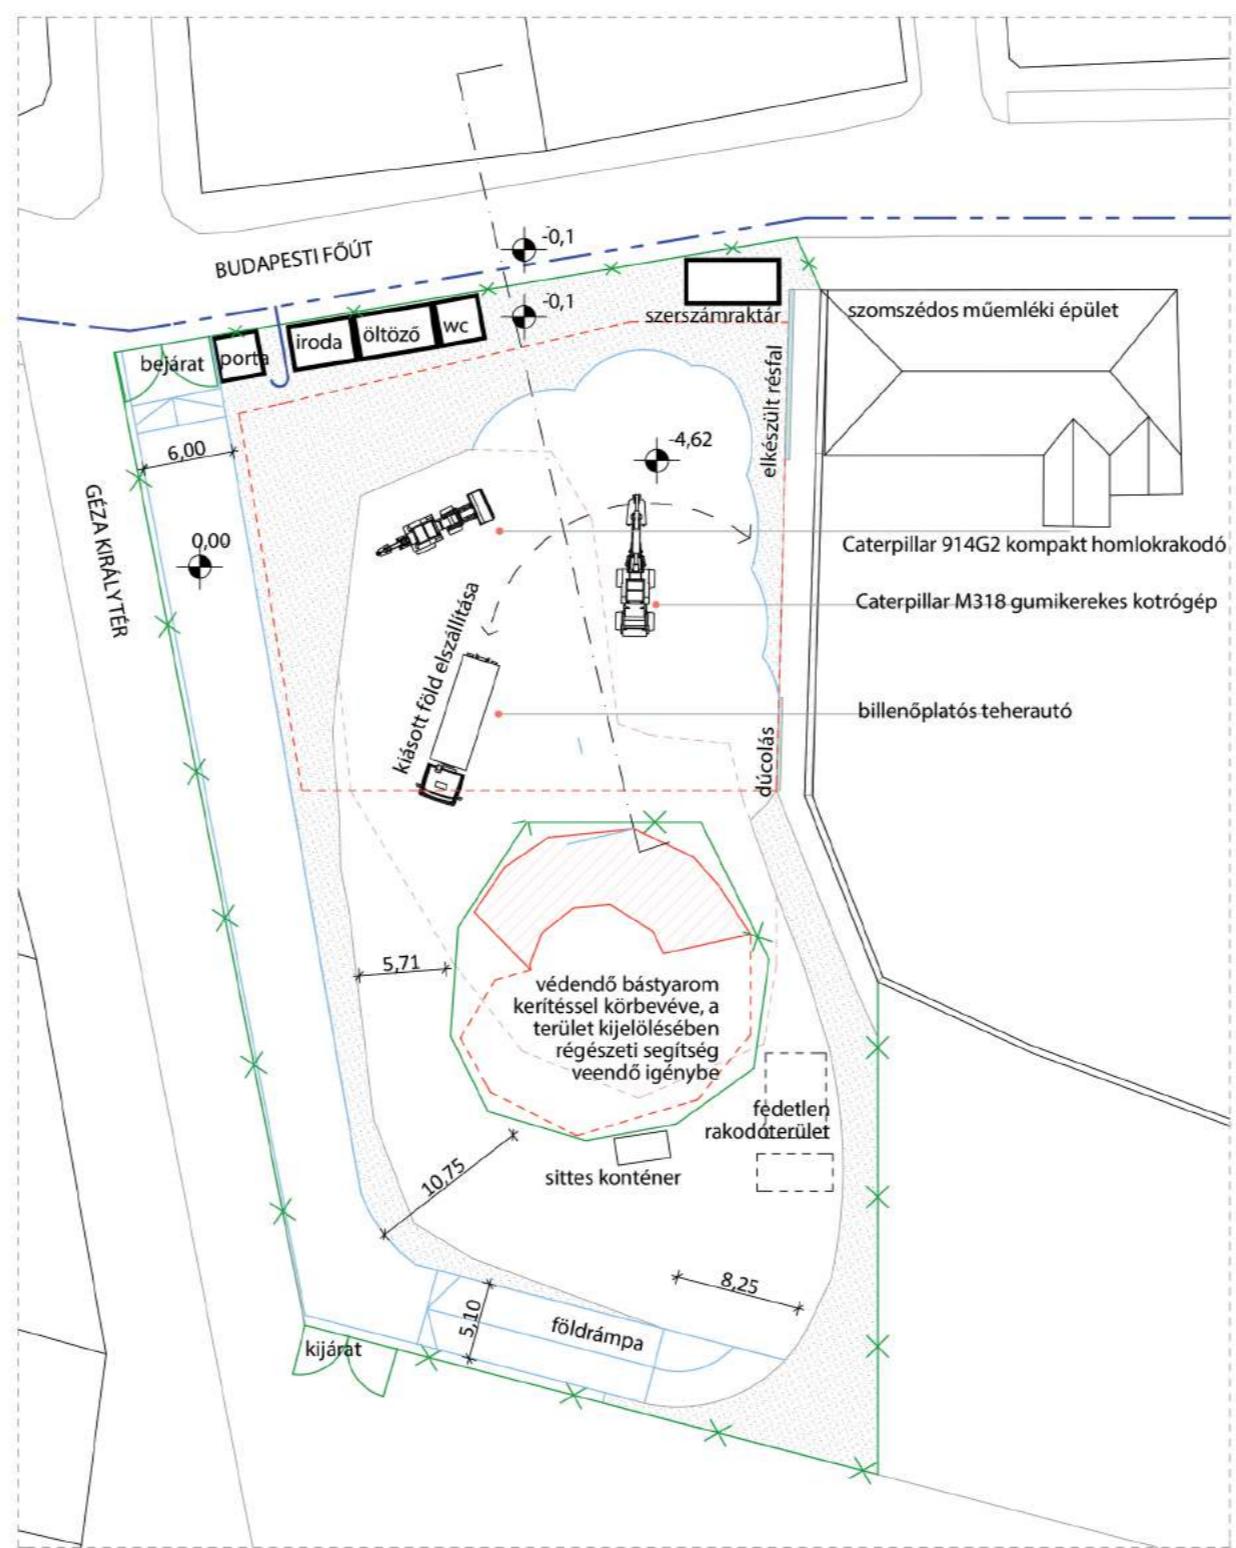 BUDAPESTI FŐÚT
-0,1
-0,1
bejárat
porta
iroda
öltöző
wc
szerszámraktár
szomszédos műemléki épület
elkészült résfal
6,00
-4,62
GÉZA KIRÁLY TÉR
0,00
Caterpillar 914G2 kompakt homlokrakodó
Caterpillar M318 gumikerekes kotrógép
kiásott föld elszállítása
billenőplatós teherautó
dúcolás
5,71
védendő bástyarom
kerítéssel körbevéve, a
terület kijelölésében
régészeti segítség
veendő igénybe
fedetlen
rakodóterület
10,75
sittes konténer
8,25
5,10
földrámpa
kijárat